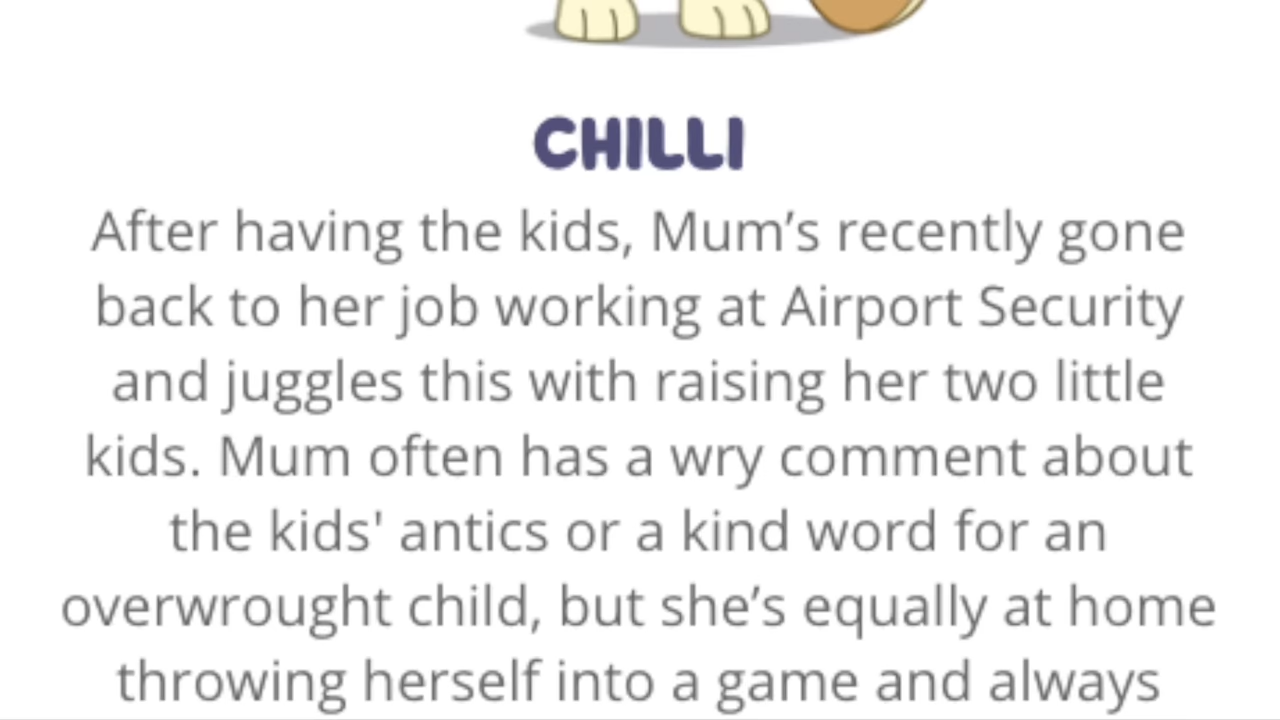 CHILLI
After having the kids, Mum’s recently gone
back to her job working at Airport Security
and juggles this with raising her two little
kids. Mum often has a wry comment about
the kids' antics or a kind word for an
overwrought child, but she’s equally at home
throwing herself into a game and always